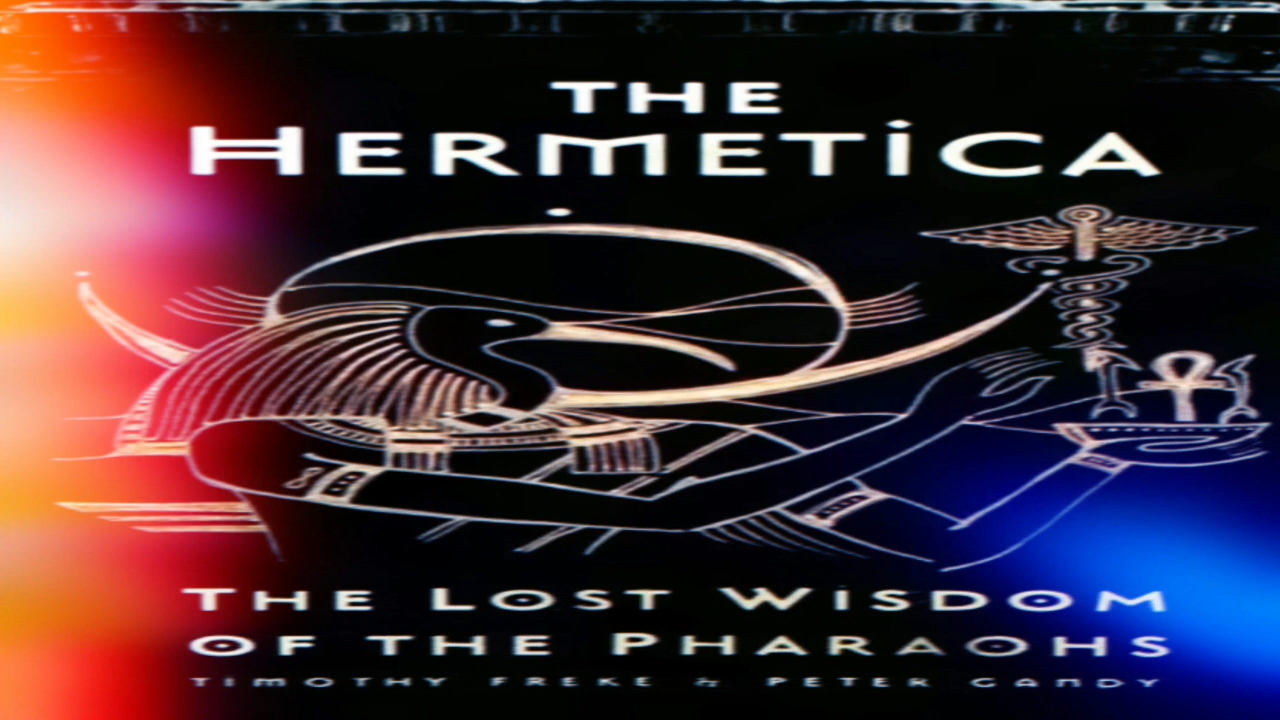 THE
HERMETICA
THE LOST WISDOM
OF THE PHARAOHS
TIMOTHY FREKE & PETER GANDY